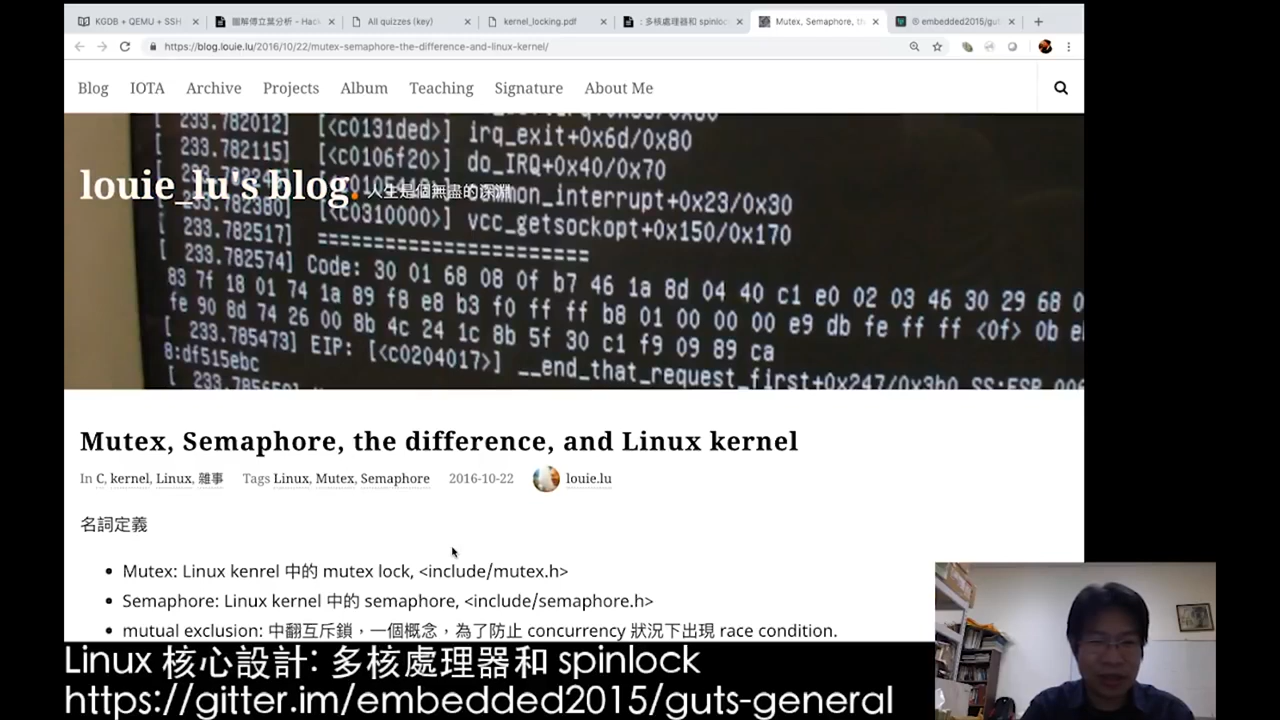 KGDB + QEMU + SSH
圖解傅立葉分析 - Hack
All quizzes (key)
kernel_locking.pdf
: 多核處理器和 spinloc
Mutex, Semaphore, th
@ embedded2015/gut
https://blog.louie.lu/2016/10/22/mutex-semaphore-the-difference-and-linux-kernel/
Blog IOTA Archive Projects Album Teaching Signature About Me
233.782012] [<c0131ded>] irq_exit+0x6d/0x80
[ 233.782115] [<c0106f20>] do_IRQ+0x40/0x70
louie_lu's blog. 人生是個無盡的深淵
233.782380] [<c0310000>] vcc_getsockopt+0x150/0x170
233.782517] ======================
[ 233.782574] Code: 30 01 68 08 0f b7 46 1a 8d 04 40 c1 e0 02 03 46 30 29 68 0
83 7f 18 01 74 1a 89 f8 e8 b3 f0 ff ff b8 01 00 00 00 e9 db fe ff ff <0f> 0b e
fe 90 8d 74 26 00 8b 4c 24 1c 8b 5f 30 c1 f9 09 89 ca
[ 233.785473] EIP: [<c0204017>] __end_that_request_first+0x247/0x3b0 SS:ESP
8:df515ebc
Mutex, Semaphore, the difference, and Linux kernel
In C, kernel, Linux, 雜事 Tags Linux, Mutex, Semaphore 2016-10-22 louie.lu
名詞定義
• Mutex: Linux kenrel 中的 mutex lock, <include/mutex.h>
• Semaphore: Linux kernel 中的 semaphore, <include/semaphore.h>
• mutual exclusion: 中翻互斥鎖，一個概念，為了防止 concurrency 狀況下出現 race condition.
Linux 核心設計: 多核處理器和 spinlock
https://gitter.im/embedded2015/guts-general